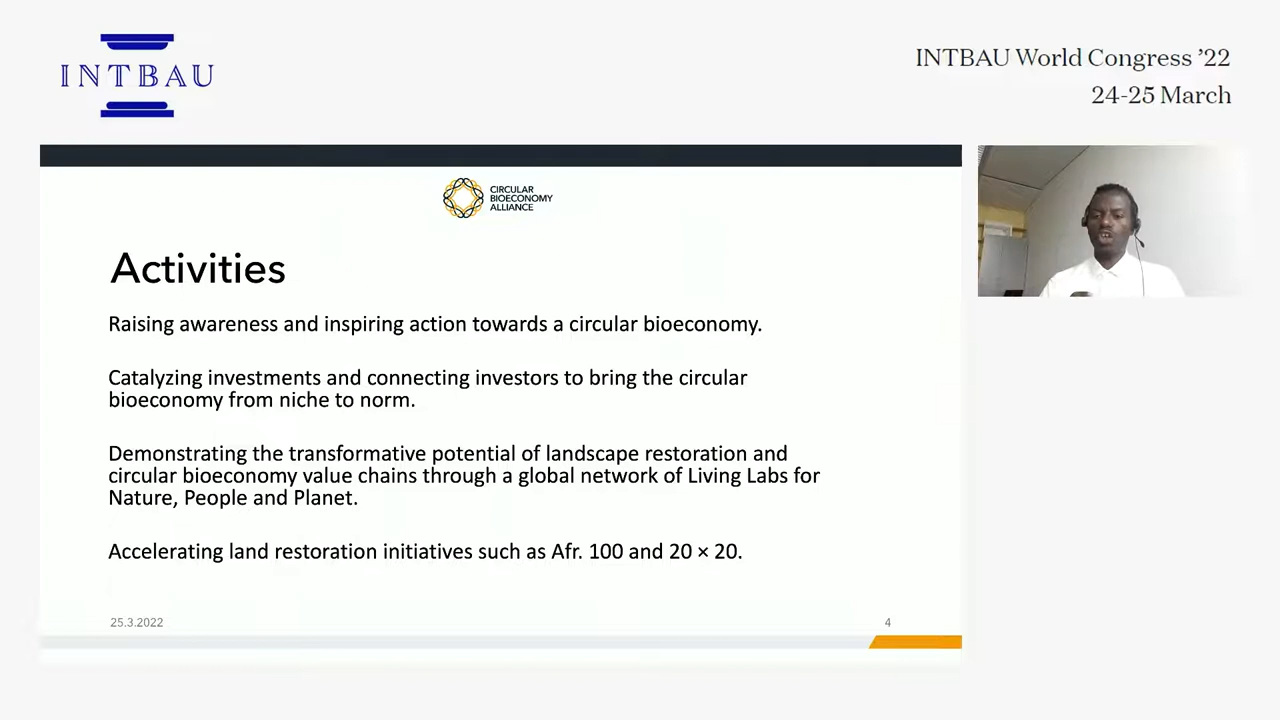 INTBAU
INTBAU World Congress ’22
24-25 March
CIRCULAR
BIOECONOMY
ALLIANCE
Activities
Raising awareness and inspiring action towards a circular bioeconomy.
Catalyzing investments and connecting investors to bring the circular
bioeconomy from niche to norm.
Demonstrating the transformative potential of landscape restoration and
circular bioeconomy value chains through a global network of Living Labs for
Nature, People and Planet.
Accelerating land restoration initiatives such as Afr. 100 and 20 × 20.
25.3.2022
4